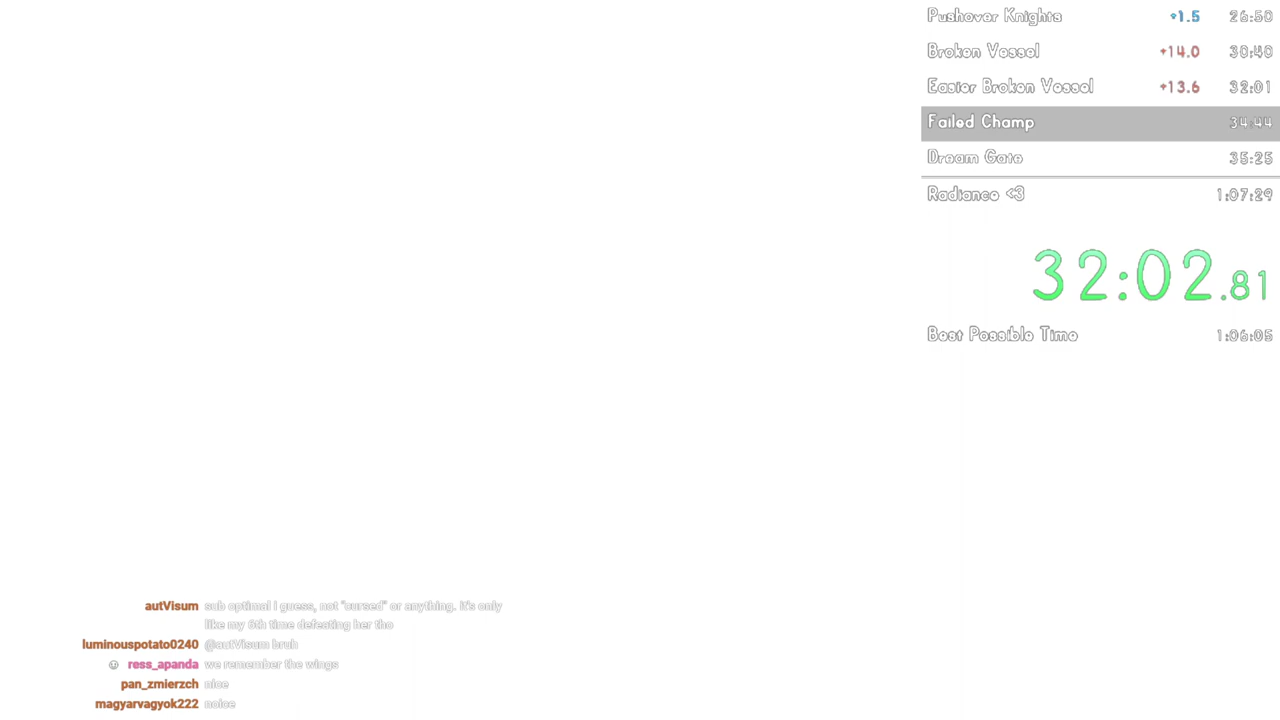 Pushover Knights +1.5 26:50
Broken Vessel +14.0 30:40
Easier Broken Vessel +13.6 32:01
Failed Champ 34:44
Dream Gate 35:25
Radiance <3 1:07:29
32:02.81
Best Possible Time 1:06:05
autVisum sub optimal i guess, not "cursed" or anything. it's only
like my 6th time defeating her tho
luminouspotato0240 @autVisum bruh
ress_apanda we remember the wings
pan_zmierzch nice
magyarvagyok222 noice